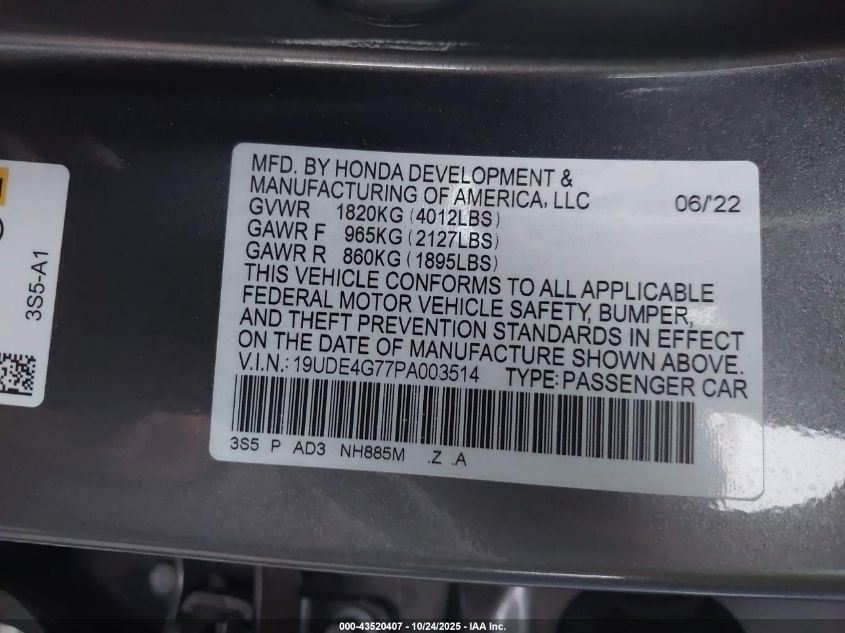 MFD. BY HONDA DEVELOPMENT &
MANUFACTURING OF AMERICA, LLC 06/'22
GVWR 1820KG (4012LBS)
GAWR F 965KG (2127LBS)
GAWR R 860KG (1895LBS)
THIS VEHICLE CONFORMS TO ALL APPLICABLE
FEDERAL MOTOR VEHICLE SAFETY, BUMPER,
AND THEFT PREVENTION STANDARDS IN EFFECT
ON THE DATE OF MANUFACTURE SHOWN ABOVE.
V.I.N.: 19UDE4G77PA003514 TYPE: PASSENGER CAR
3S5 P AD3 NH885M .Z .A
3S5-A1
000-43520407 - 10/24/2025 - IAA Inc.